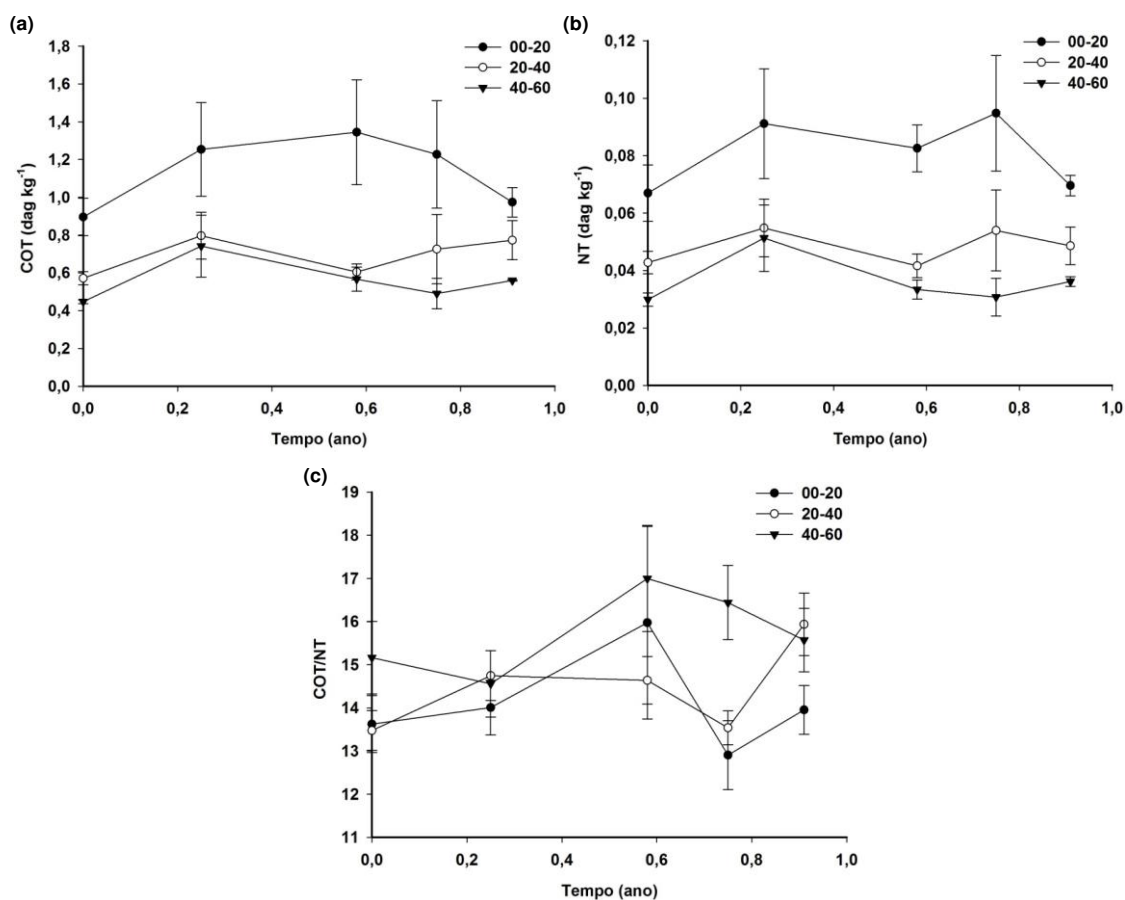 (a)
1,8
1,6
1,4
1,2
1,0
0,8
0,6
0,4
0,2
0,0
COT (dag kg⁻¹)
00-20
20-40
40-60
0,0 0,2 0,4 0,6 0,8 1,0
Tempo (ano)
(b)
0,12
0,10
0,08
0,06
0,04
0,02
0,00
NT (dag kg⁻¹)
00-20
20-40
40-60
0,0 0,2 0,4 0,6 0,8 1,0
Tempo (ano)
(c)
19
18
17
16
15
14
13
12
11
COT/NT
00-20
20-40
40-60
0,0 0,2 0,4 0,6 0,8 1,0
Tempo (ano)